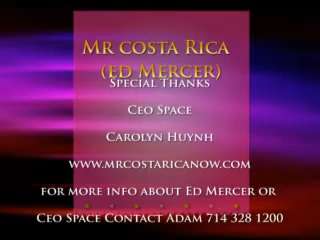 Mr costa Rica
(ed Mercer)
Special Thanks
Ceo Space
Carolyn Huynh
www.mrcostaricanow.com
for more info about Ed Mercer or
Ceo Space Contact Adam 714 328 1200